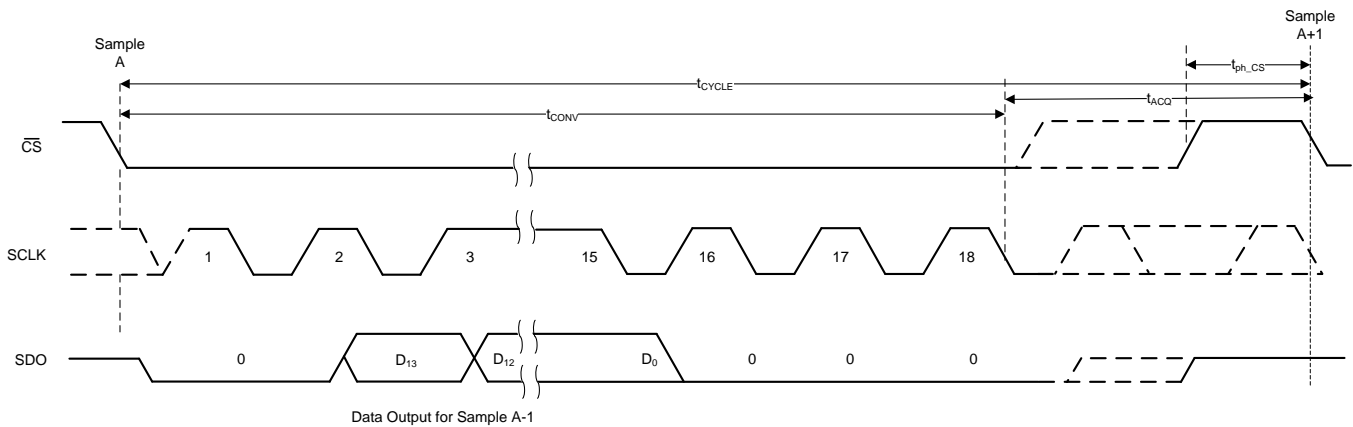 Sample
A
Sample
A+1
tph_CS
tCYCLE
tACQ
tCONV
CS
SCLK
1
2
3
15
16
17
18
SDO
0
D13
D12
D0
0
0
0
Data Output for Sample A-1